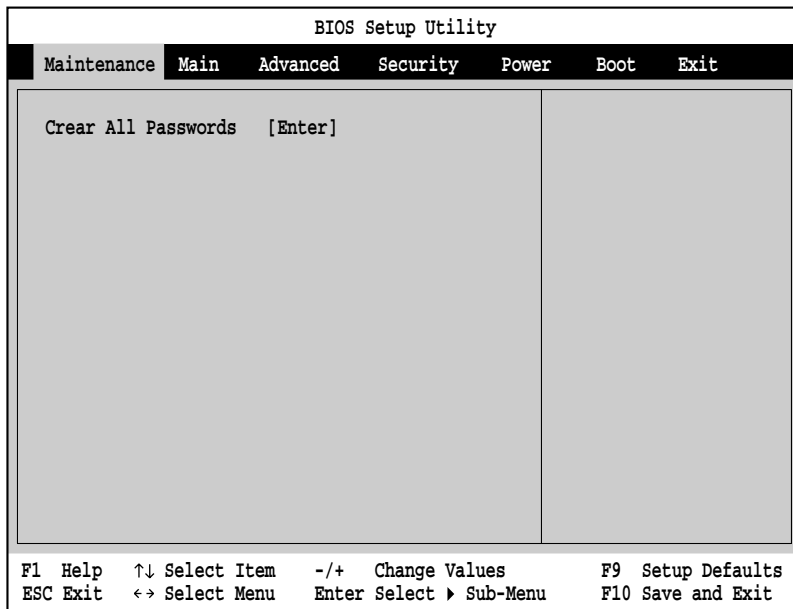 BIOS Setup Utility
Maintenance Main Advanced Security Power Boot Exit
Crear All Passwords [Enter]
F1 Help ↑↓ Select Item -/+ Change Values F9 Setup Defaults
ESC Exit ←→ Select Menu Enter Select ▶ Sub-Menu F10 Save and Exit